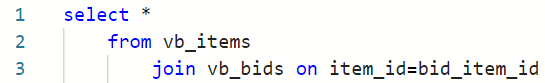 1 select *
2 from vb_items
3 join vb_bids on item_id=bid_item_id